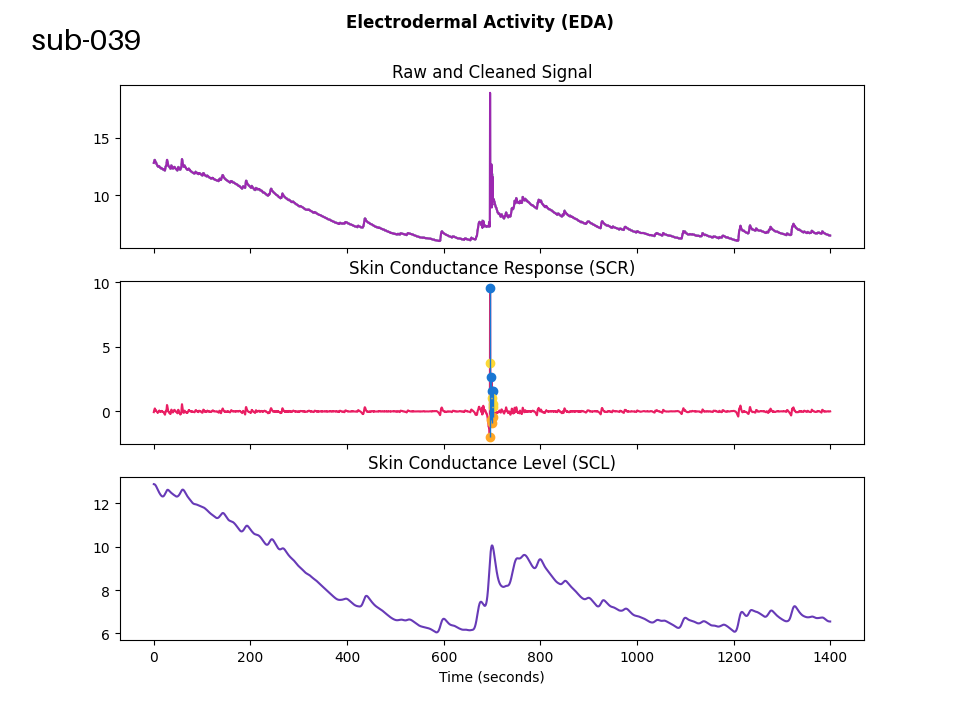 Electrodermal Activity (EDA)
sub-039
Raw and Cleaned Signal
15
10
Skin Conductance Response (SCR)
10
5
0
Skin Conductance Level (SCL)
12
10
8
6
0 200 400 600 800 1000 1200 1400
Time (seconds)